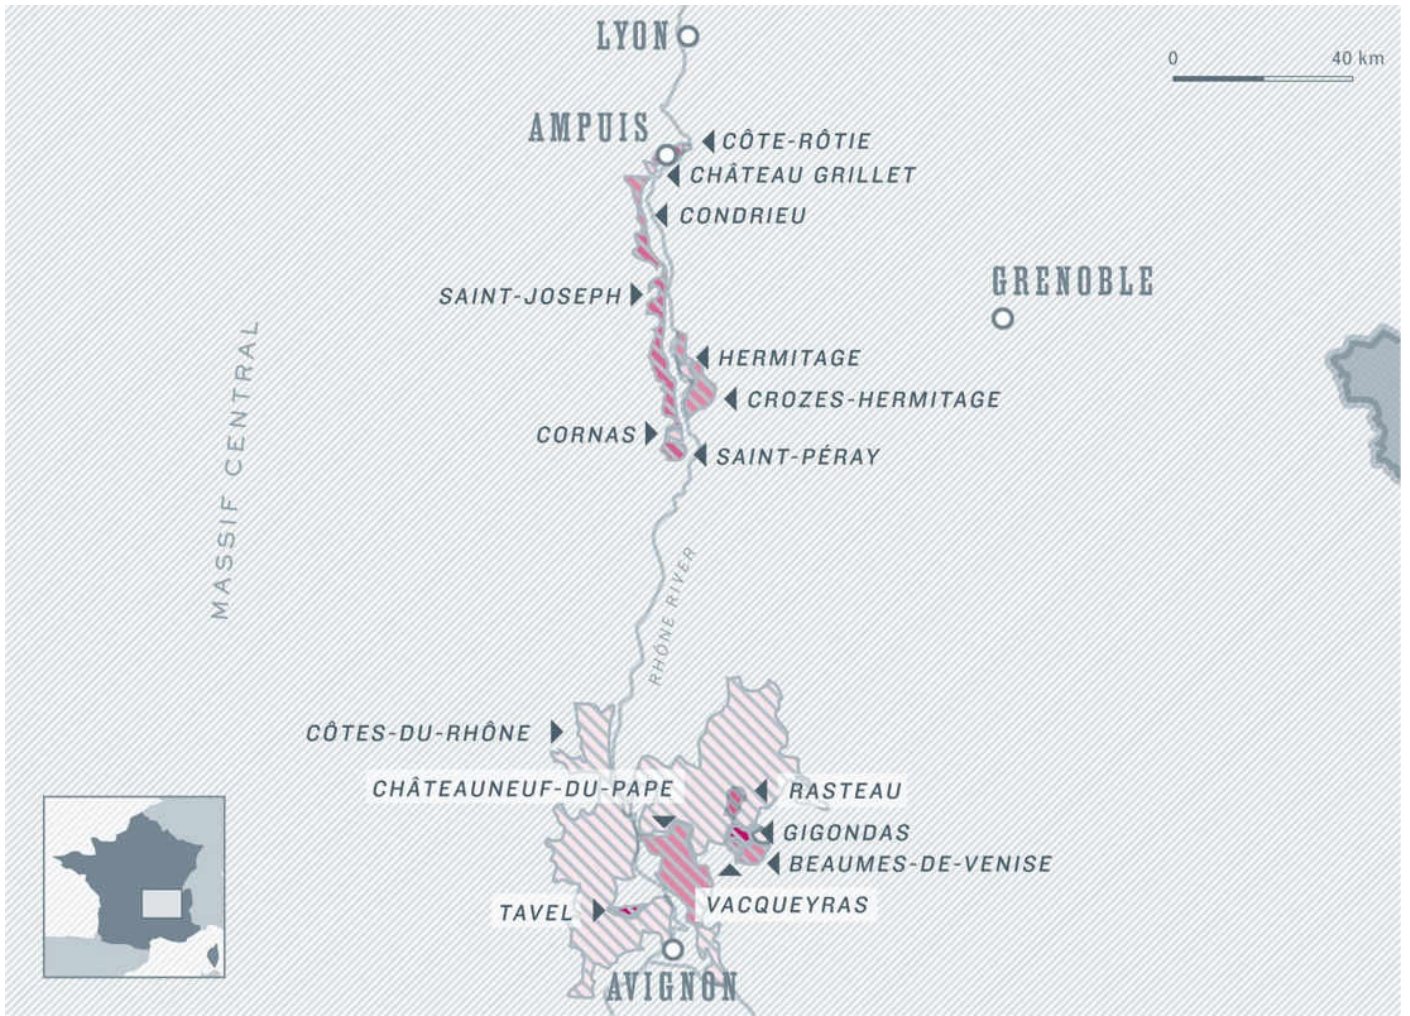 LYON
0 40 km
AMPUIS
CÔTE-RÔTIE
CHÂTEAU GRILLET
CONDRIEU
GRENOBLE
SAINT-JOSEPH
MASSIF CENTRAL
HERMITAGE
CROZES-HERMITAGE
CORNAS
SAINT-PÉRAY
RHÔNE RIVER
CÔTES-DU-RHÔNE
CHÂTEAUNEUF-DU-PAPE
RASTEAU
GIGONDAS
BEAUMES-DE-VENISE
VACQUEYRAS
TAVEL
AVIGNON